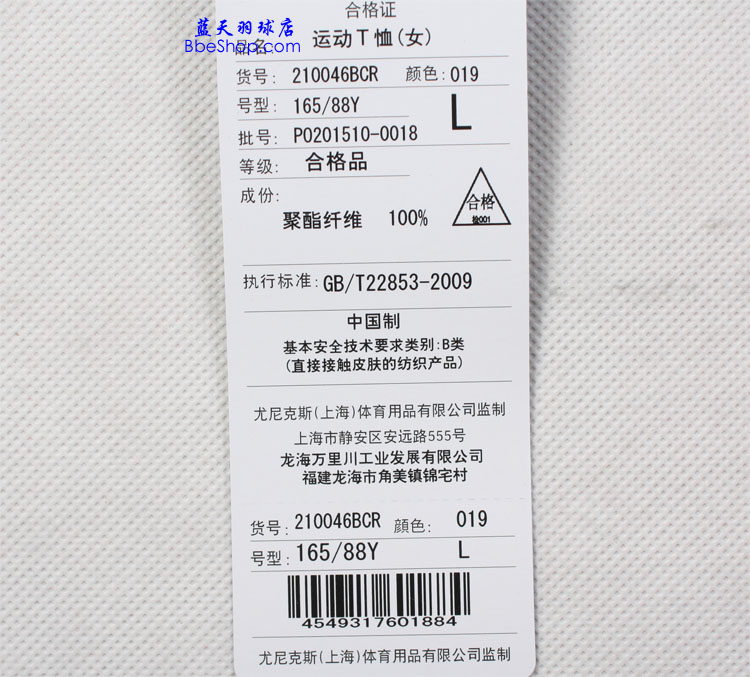 合格证
蓝天羽球店
BbeShop.com
品名:运动T恤(女)
货号: 210046BCR 颜色: 019
号型: 165/88Y L
批号: PO201510-0018
等级: 合格品
成份:
合格
检001
聚酯纤维 100%
执行标准: GB/T22853-2009
中国制
基本安全技术要求类别:B类
(直接接触皮肤的纺织产品)
尤尼克斯(上海)体育用品有限公司监制
上海市静安区安远路555号
龙海万里川工业发展有限公司
福建龙海市角美镇锦宅村
货号: 210046BCR 颜色: 019
号型: 165/88Y L
4549317601884
尤尼克斯(上海)体育用品有限公司监制